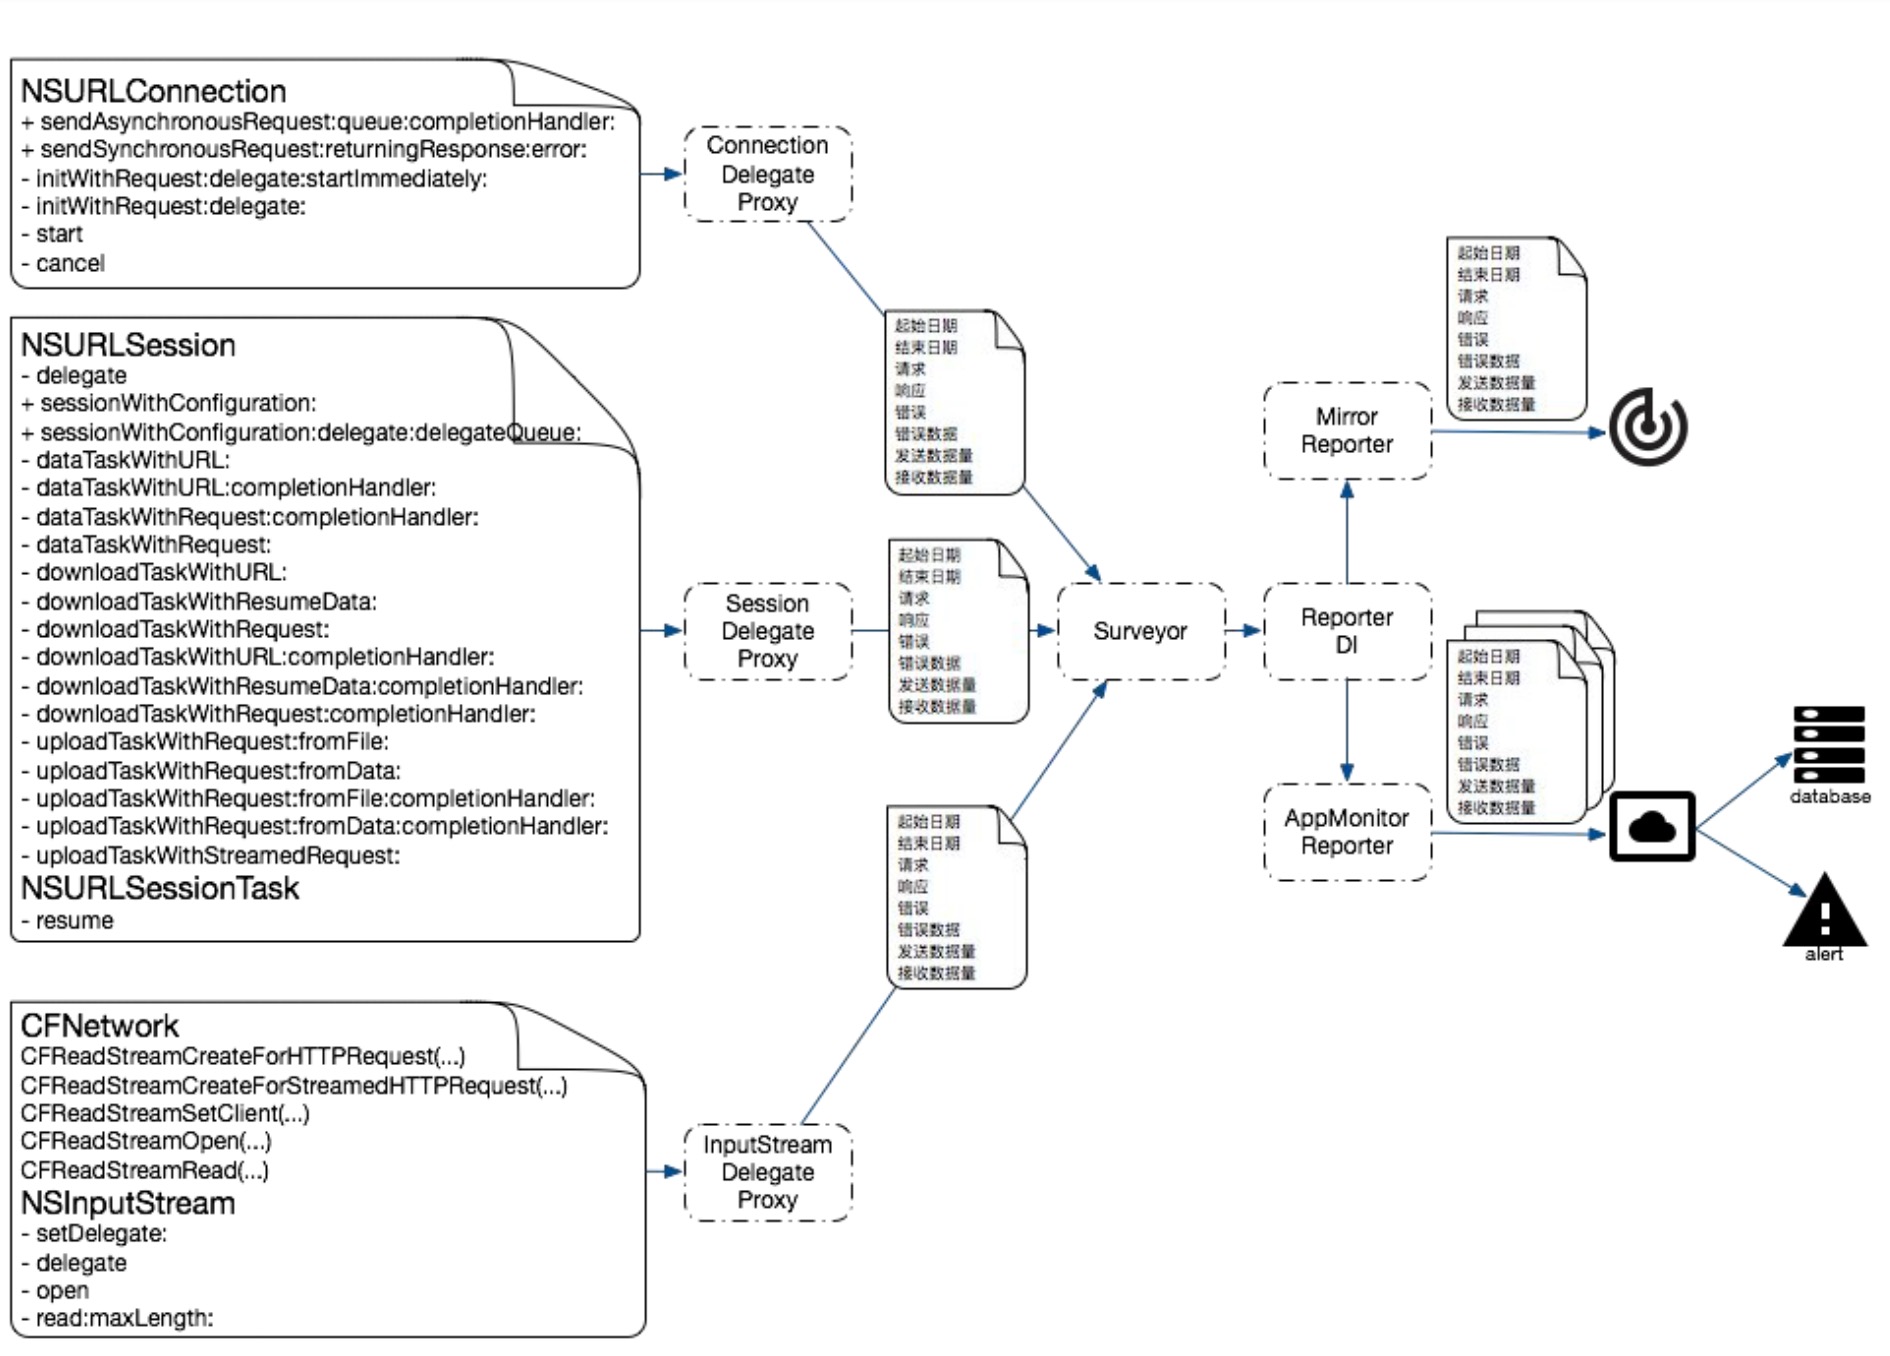 NSURLConnection
+ sendAsynchronousRequest:queue:completionHandler:
+ sendSynchronousRequest:returningResponse:error:
- initWithRequest:delegate:startImmediately:
- initWithRequest:delegate:
- start
- cancel
Connection
Delegate
Proxy
NSURLSession
- delegate
+ sessionWithConfiguration:
+ sessionWithConfiguration:delegate:delegateQueue:
- dataTaskWithURL:
- dataTaskWithURL:completionHandler:
- dataTaskWithRequest:completionHandler:
- dataTaskWithRequest:
- downloadTaskWithURL:
- downloadTaskWithResumeData:
- downloadTaskWithRequest:
- downloadTaskWithURL:completionHandler:
- downloadTaskWithResumeData:completionHandler:
- downloadTaskWithRequest:completionHandler:
- uploadTaskWithRequest:fromFile:
- uploadTaskWithRequest:fromData:
- uploadTaskWithRequest:fromFile:completionHandler:
- uploadTaskWithRequest:fromData:completionHandler:
- uploadTaskWithStreamedRequest:
NSURLSessionTask
- resume
Session
Delegate
Proxy
CFNetwork
CFReadStreamCreateForHTTPRequest(...)
CFReadStreamCreateForStreamedHTTPRequest(...)
CFReadStreamSetClient(...)
CFReadStreamOpen(...)
CFReadStreamRead(...)
NSInputStream
- setDelegate:
- delegate
- open
- read:maxLength:
InputStream
Delegate
Proxy
起始日期
结束日期
请求
响应
错误
错误数据
发送数据量
接收数据量
起始日期
结束日期
请求
响应
错误
错误数据
发送数据量
接收数据量
起始日期
结束日期
请求
响应
错误
错误数据
发送数据量
接收数据量
Surveyor
Reporter
DI
Mirror
Reporter
起始日期
结束日期
请求
响应
错误
错误数据
发送数据量
接收数据量
AppMonitor
Reporter
起始日期
结束日期
请求
响应
错误
错误数据
发送数据量
接收数据量
database
alert